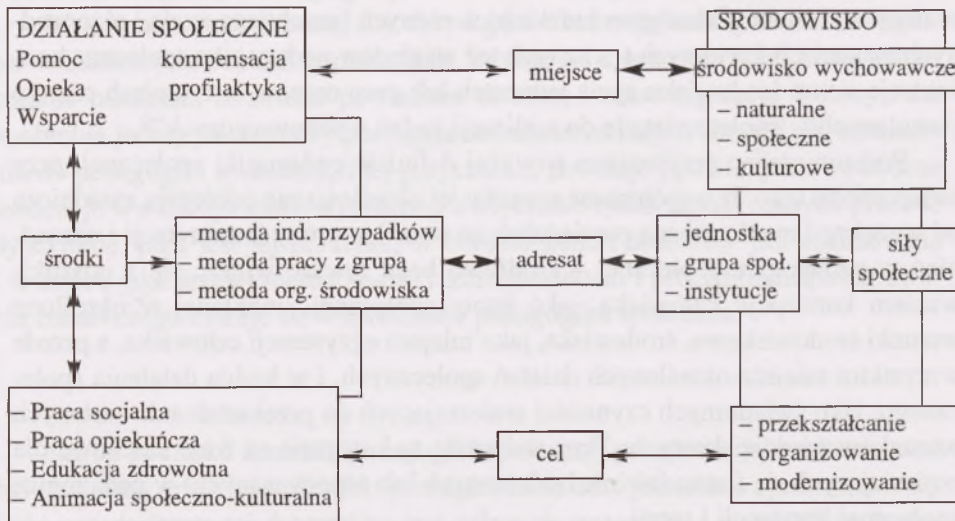 DZIAŁANIE SPOŁECZNE
Pomoc kompensacja
Opieka profilaktyka
Wsparcie
miejsce
ŚRODOWISKO
środowisko wychowawcze
– naturalne
– społeczne
– kulturowe
środki
– metoda ind. przypadków
– metoda pracy z grupą
– metoda org. środowiska
adresat
– jednostka
– grupa społ.
– instytucje
siły
społeczne
– Praca socjalna
– Praca opiekuńcza
– Edukacja zdrowotna
– Animacja społeczno-kulturalna
cel
– przekształcanie
– organizowanie
– modernizowanie